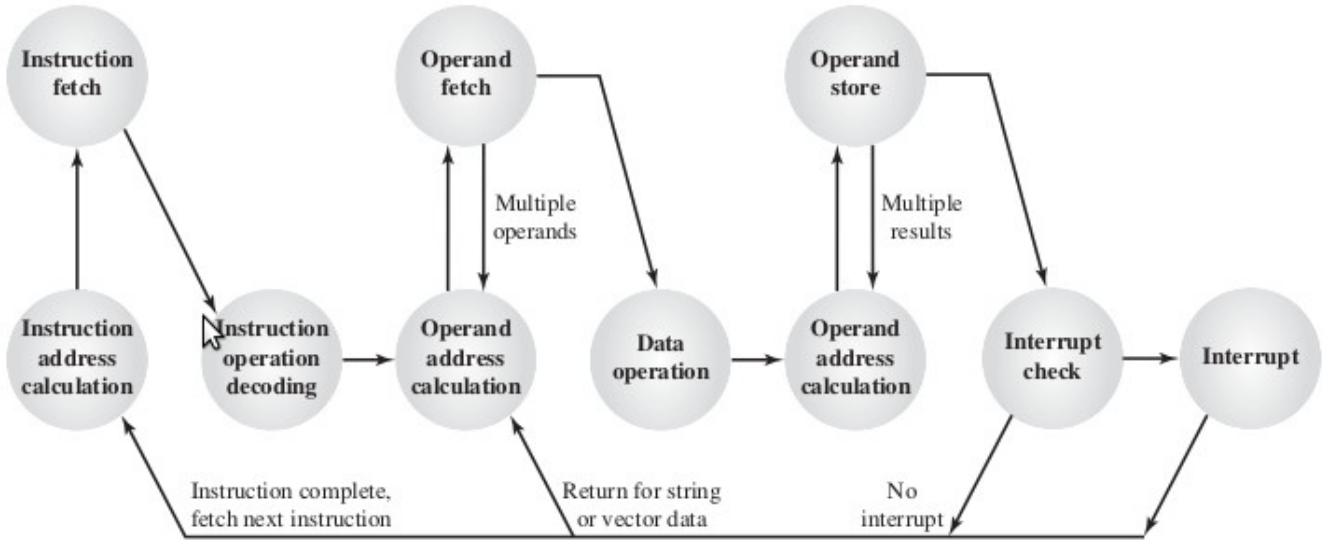 Instruction
fetch
Operand
fetch
Operand
store
Multiple
operands
Multiple
results
Instruction
address
calculation
Instruction
operation
decoding
Operand
address
calculation
Data
operation
Operand
address
calculation
Interrupt
check
Interrupt
Instruction complete,
fetch next instruction
Return for string
or vector data
No
interrupt